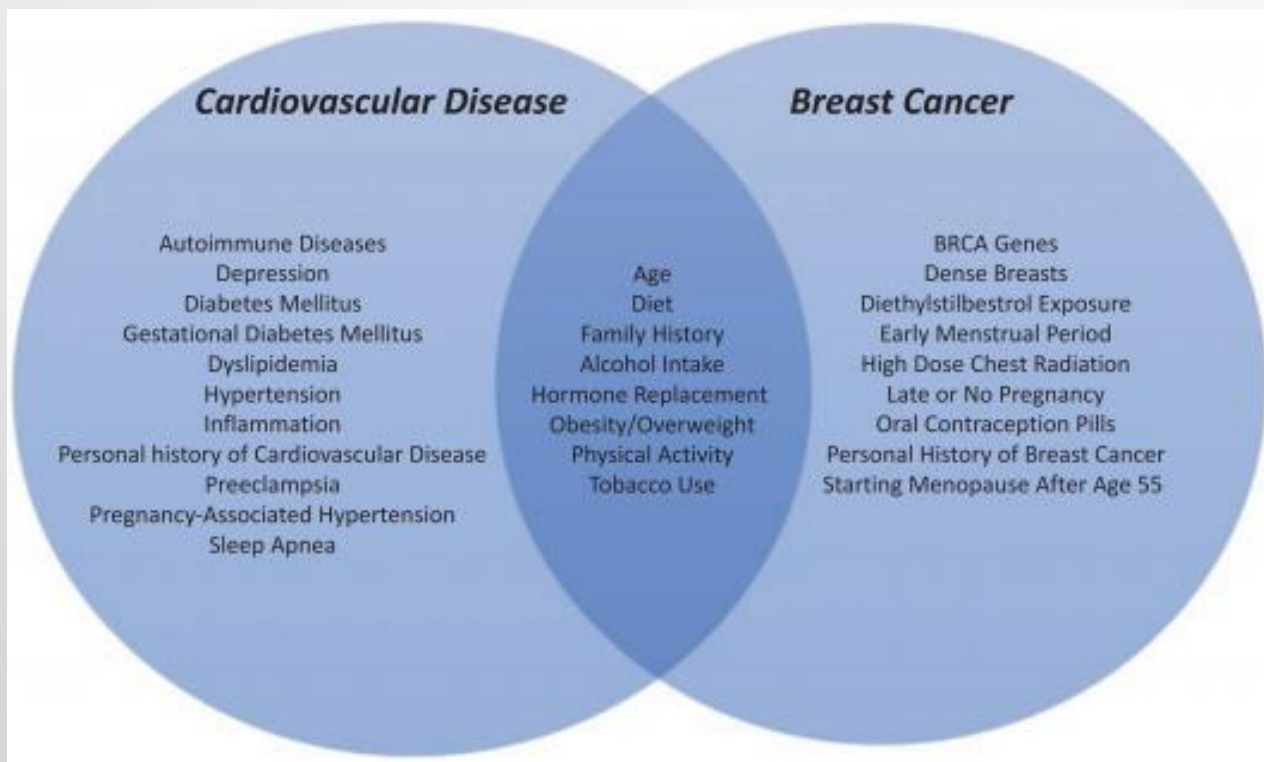 Cardiovascular Disease
Breast Cancer
Autoimmune Diseases
Depression
Diabetes Mellitus
Gestational Diabetes Mellitus
Dyslipidemia
Hypertension
Inflammation
Personal history of Cardiovascular Disease
Preeclampsia
Pregnancy-Associated Hypertension
Sleep Apnea
Age
Diet
Family History
Alcohol Intake
Hormone Replacement
Obesity/Overweight
Physical Activity
Tobacco Use
BRCA Genes
Dense Breasts
Diethylstilbestrol Exposure
Early Menstrual Period
High Dose Chest Radiation
Late or No Pregnancy
Oral Contraception Pills
Personal History of Breast Cancer
Starting Menopause After Age 55